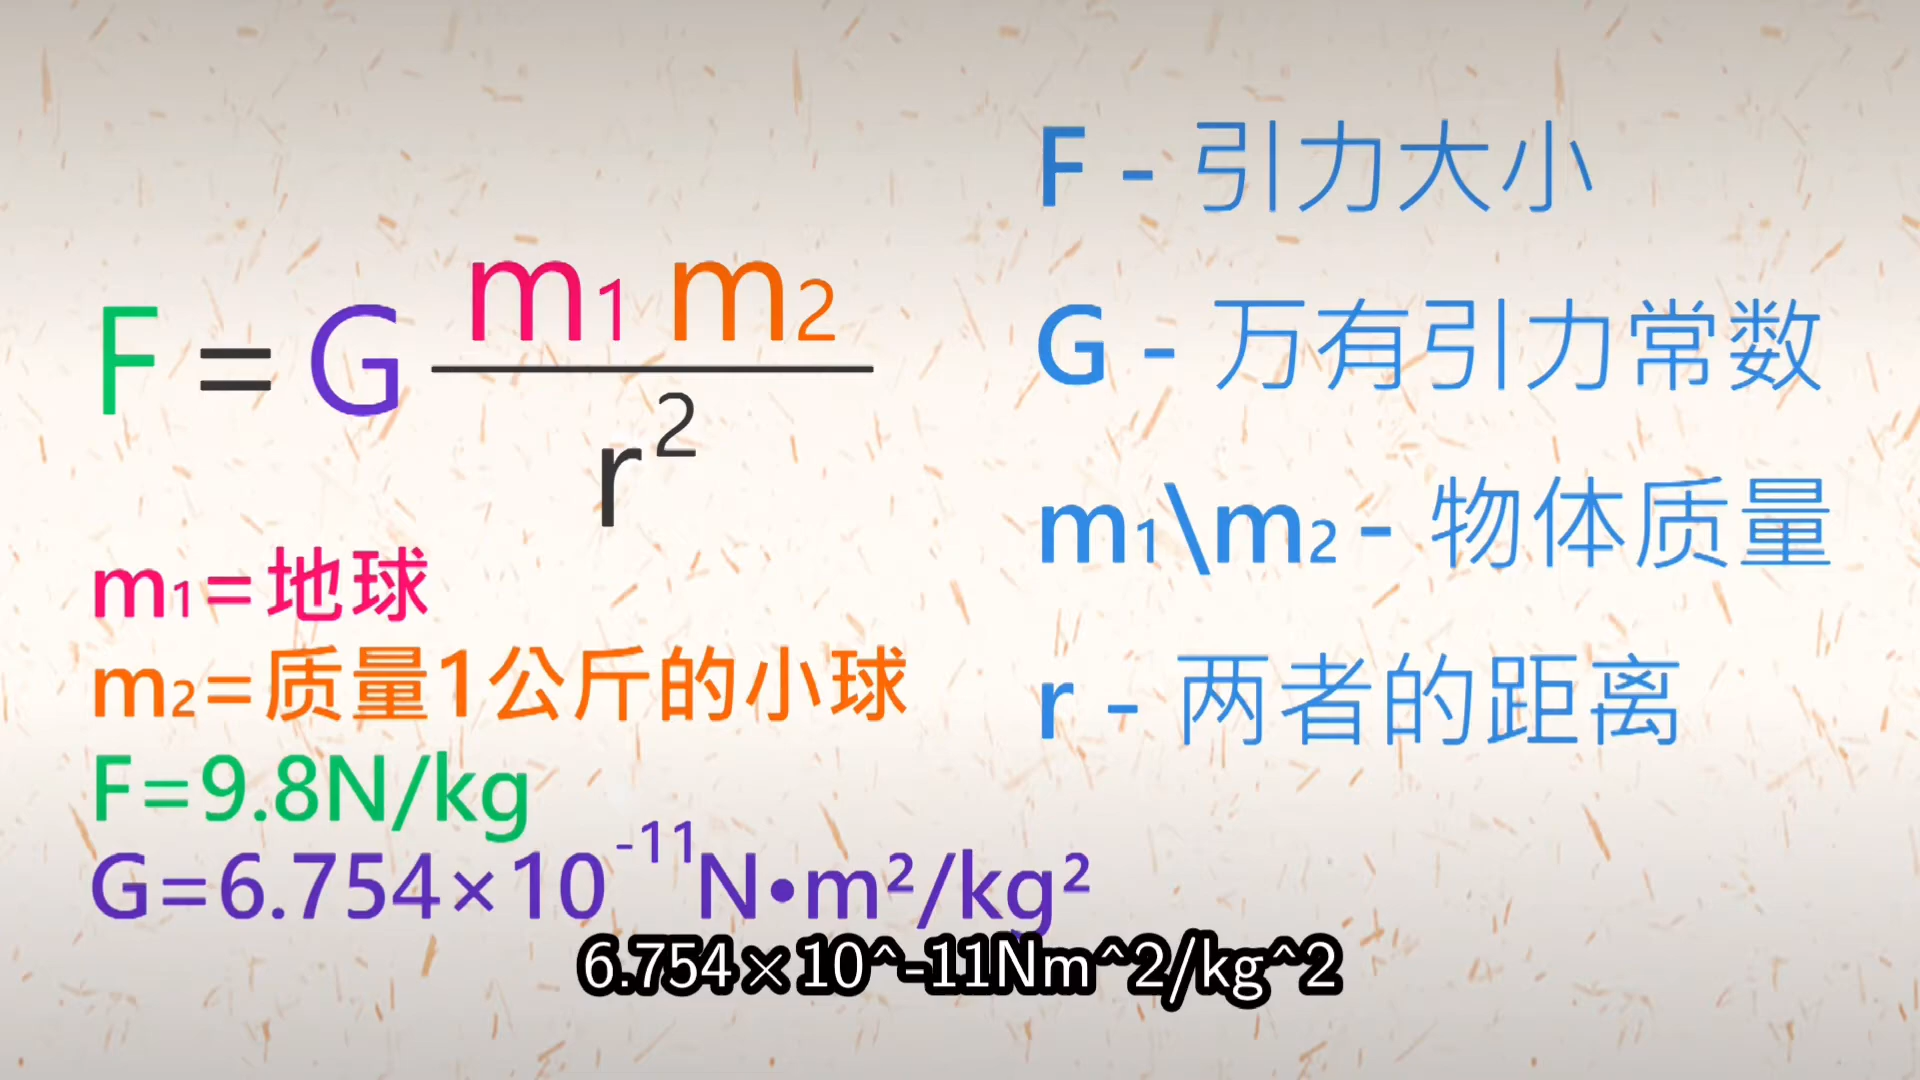 F = G m₁ m₂ / r²
m₁=地球
m₂=质量1公斤的小球
F=9.8N/kg
G=6.754×10⁻¹¹N•m²/kg²
F - 引力大小
G - 万有引力常数
m₁\m₂ - 物体质量
r - 两者的距离
6.754×10^-11Nm^2/kg^2